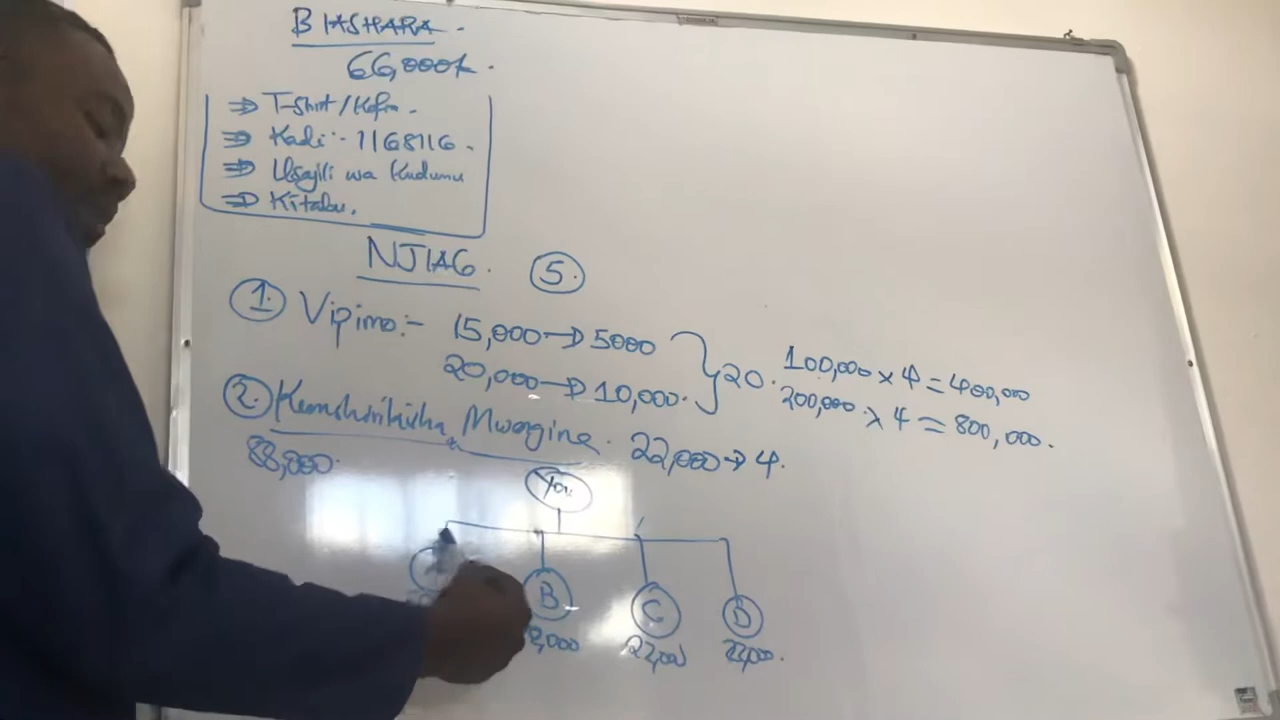 BIASHARA.
66,000/-.
⇒ T-Shirt/Kofia.
⇒ Kadi:- 1168116.
⇒ Usajili wa Kudumu
⇒ Kitabu.
NJIA6. 5.
1. Vipimo:- 15,000→5000
20,000→10,000. } 20. 100,000 x 4 = 400,000
200,000 x 4 = 800,000.
2. Kumshirikisha Mwingine. 22,000→4.
88,000.
You
B C D
22,000 22,000.